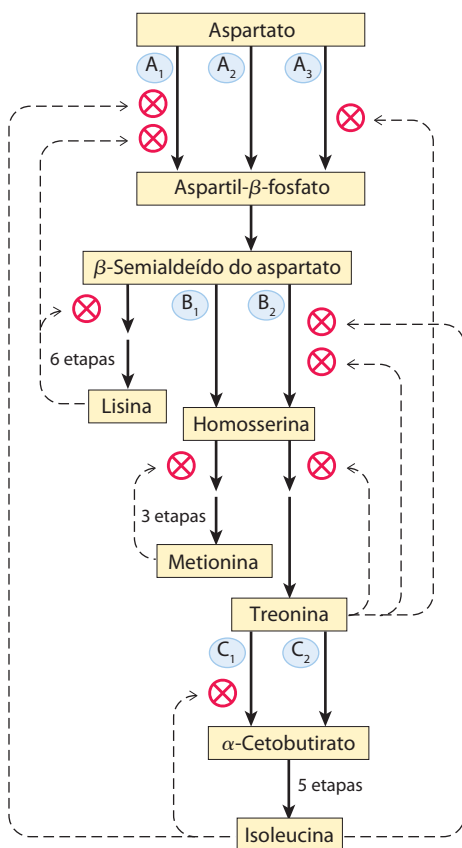 Aspartato
A₁ A₂ A₃
Aspartil-β-fosfato
β-Semialdeído do aspartato
B₁ B₂
6 etapas
Lisina
Homosserina
3 etapas
Metionina
Treonina
C₁ C₂
α-Cetobutirato
5 etapas
Isoleucina